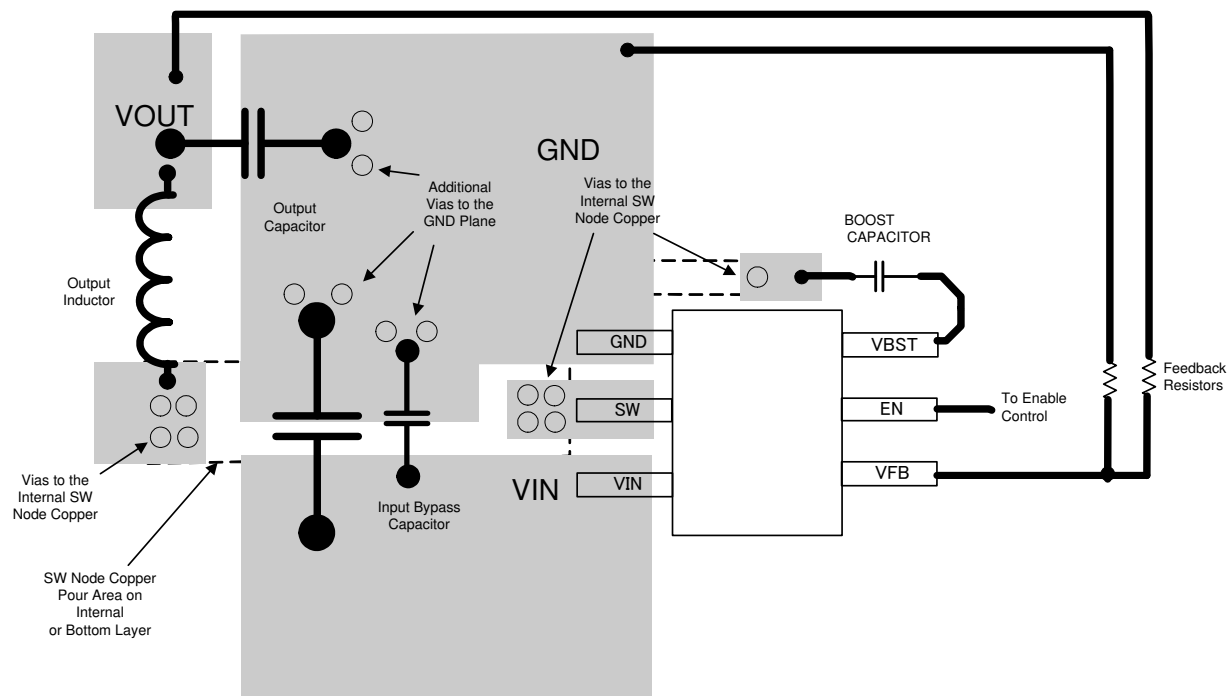 VOUT
GND
Output
Capacitor
Additional
Vias to the
GND Plane
Vias to the
Internal SW
Node Copper
BOOST
CAPACITOR
Output
Inductor
GND
VBST
SW
EN
To Enable
Control
Feedback
Resistors
VIN
VIN
VFB
Input Bypass
Capacitor
Vias to the
Internal SW
Node Copper
SW Node Copper
Pour Area on
Internal
or Bottom Layer